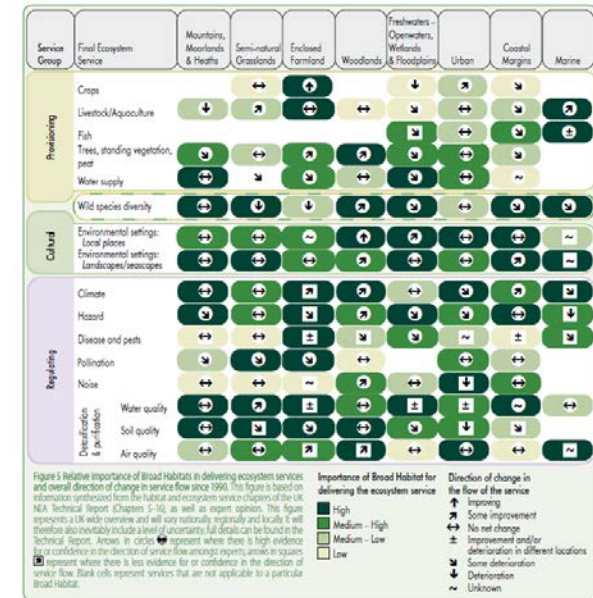 Service Group
Final Ecosystem Service
Mountains, Moorlands & Heaths
Semi-natural Grasslands
Enclosed Farmland
Woodlands
Freshwaters – Openwaters, Wetlands & Floodplains
Urban
Coastal Margins
Marine
Provisioning
Crops
Livestock/Aquaculture
Fish
Trees, standing vegetation, peat
Water supply
Wild species diversity
Cultural
Environmental settings: Local places
Environmental settings: Landscapes/seascapes
Regulating
Climate
Hazard
Disease and pests
Pollination
Noise
Detoxification & purification
Water quality
Soil quality
Air quality
Figure 5 Relative importance of Broad Habitats in delivering ecosystem services
and overall direction of change in service flow since 1990. This figure is based on
information synthesized from the habitat and ecosystem service chapters of the UK
NEA Technical Report (Chapters 5–16), as well as expert opinion. This figure
represents a UK-wide overview and will vary nationally, regionally and locally. It will
therefore also inevitably include a level of uncertainty; full details can be found in the
Technical Report. Arrows in circles represent where there is high evidence
for or confidence in the direction of service flow amongst experts; arrows in squares
represent where there is less evidence for or confidence in the direction of
service flow. Blank cells represent services that are not applicable to a particular
Broad Habitat.
Importance of Broad Habitat for
delivering the ecosystem service
High
Medium – High
Medium – Low
Low
Direction of change in
the flow of the service
↑ Improving
↗ Some improvement
↔ No net change
± Improvement and/or
deterioration in different locations
↘ Some deterioration
↓ Deterioration
~ Unknown